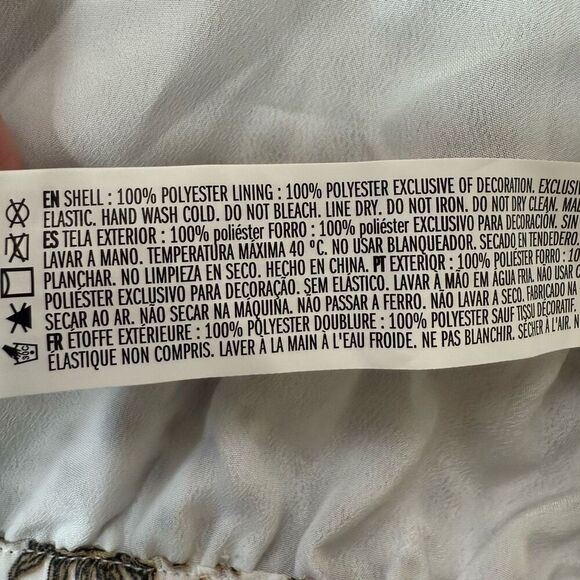 EN SHELL : 100% POLYESTER LINING : 100% POLYESTER EXCLUSIVE OF DECORATION. EXCLUSIV
ELASTIC. HAND WASH COLD. DO NOT BLEACH. LINE DRY. DO NOT IRON. DO NOT DRY CLEAN. MAD
ES TELA EXTERIOR : 100% poliéster FORRO : 100% poliéster EXCLUSIVO PARA DECORACIÓN. SIN
LAVAR A MANO. TEMPERATURA MÁXIMA 40 °C. NO USAR BLANQUEADOR. SECADO EN TENDEDERO.
PLANCHAR. NO LIMPIEZA EN SECO. HECHO EN CHINA. PT EXTERIOR : 100% POLIÉSTER FORRO : 10
POLIÉSTER EXCLUSIVO PARA DECORAÇÃO. SEM ELÁSTICO. LAVAR À MÃO EM ÁGUA FRIA. NÃO USAR
SECAR AO AR. NÃO SECAR NA MÁQUINA. NÃO PASSAR A FERRO. NÃO LAVAR A SECO. FABRICADO NA
FR ÉTOFFE EXTÉRIEURE : 100% POLYESTER DOUBLURE : 100% POLYESTER SAUF TISSU DÉCORATIF.
ÉLASTIQUE NON COMPRIS. LAVER À LA MAIN À L'EAU FROIDE. NE PAS BLANCHIR. SÉCHER À L'AIR.